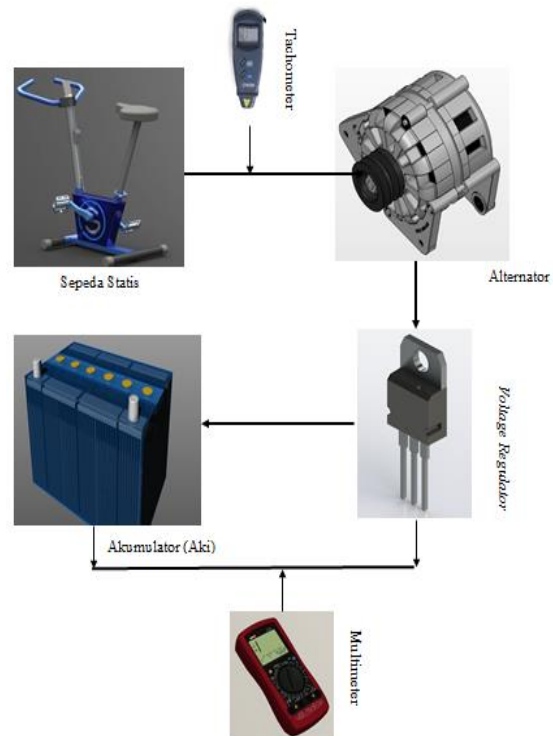 Tachometer
Sepeda Statis
Alternator
Voltage Regulator
Akumulator (Aki)
Multimeter